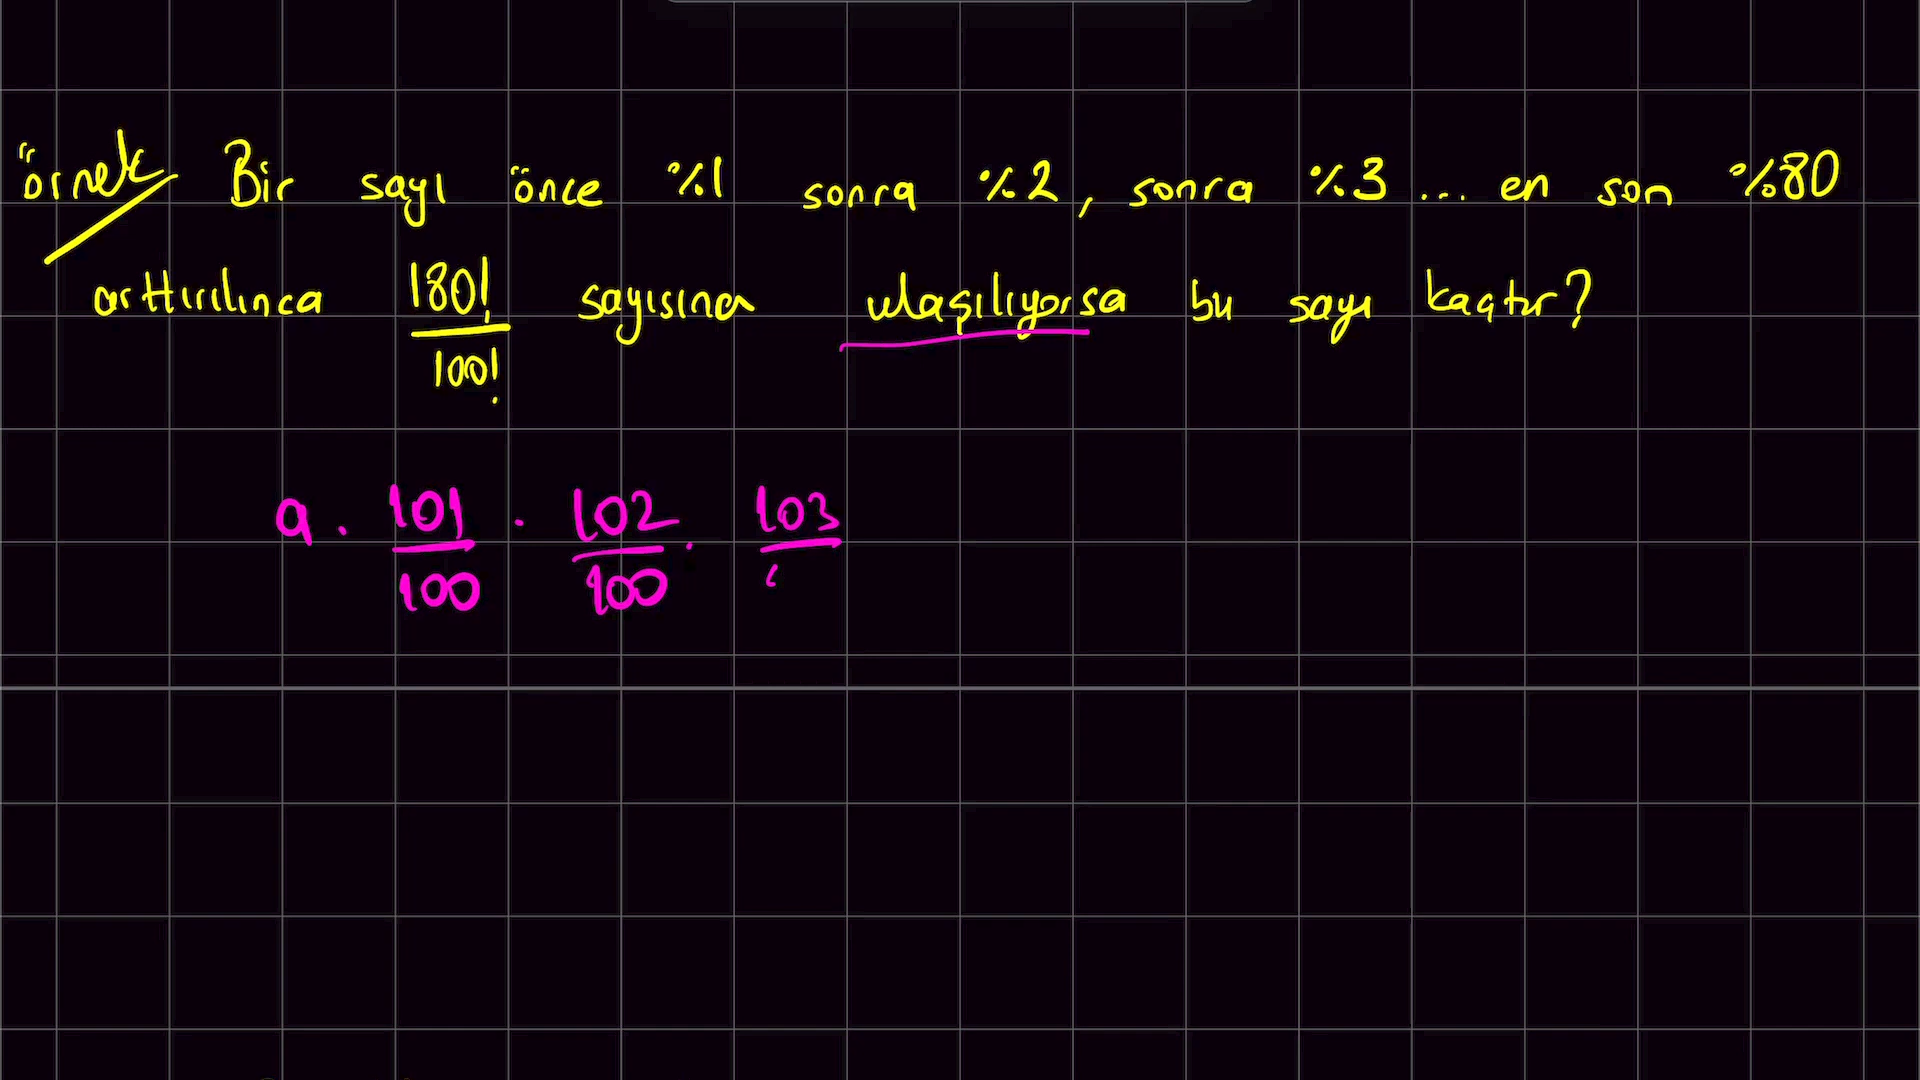 örnek Bir sayı önce %1 sonra %2, sonra %3 ... en son %80
arttırılınca 180!/100! sayısına ulaşılıyorsa bu sayı kaçtır?
a . 101/100 . 102/100 . 103